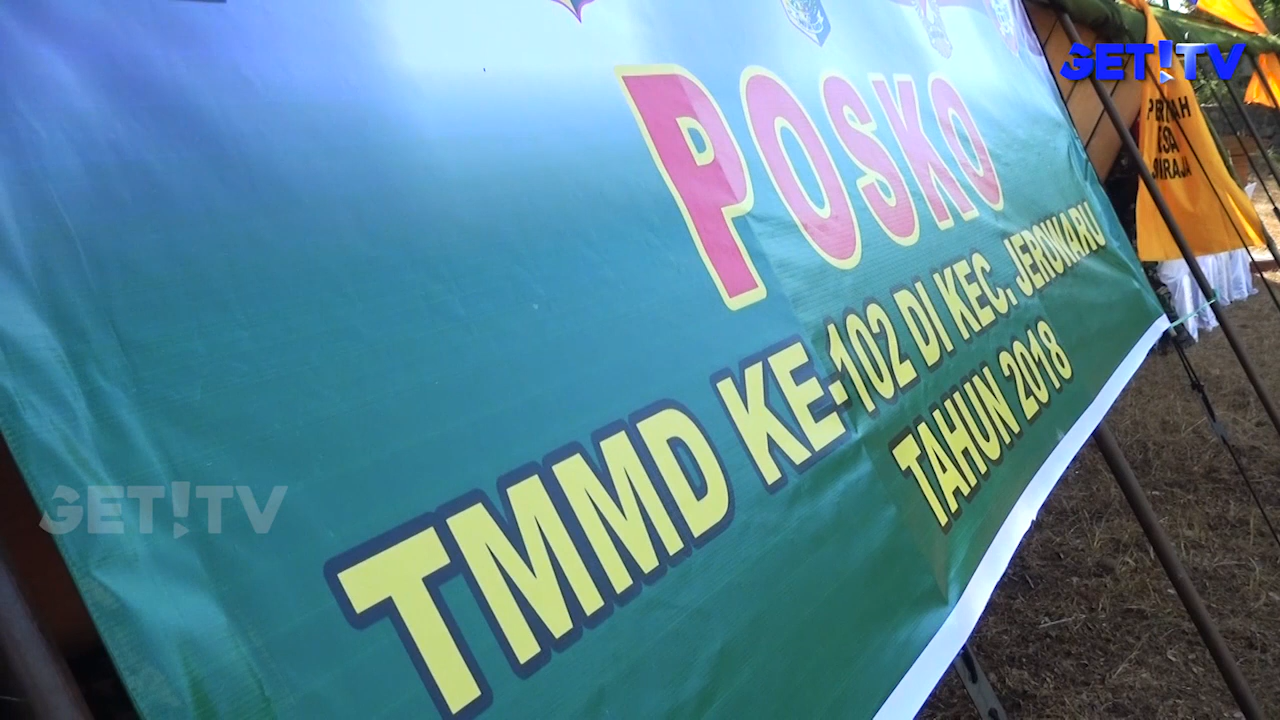 GET!TV
POSKO
TMMD KE-102 DI KEC. JEROWARU
TAHUN 2018
GET!TV